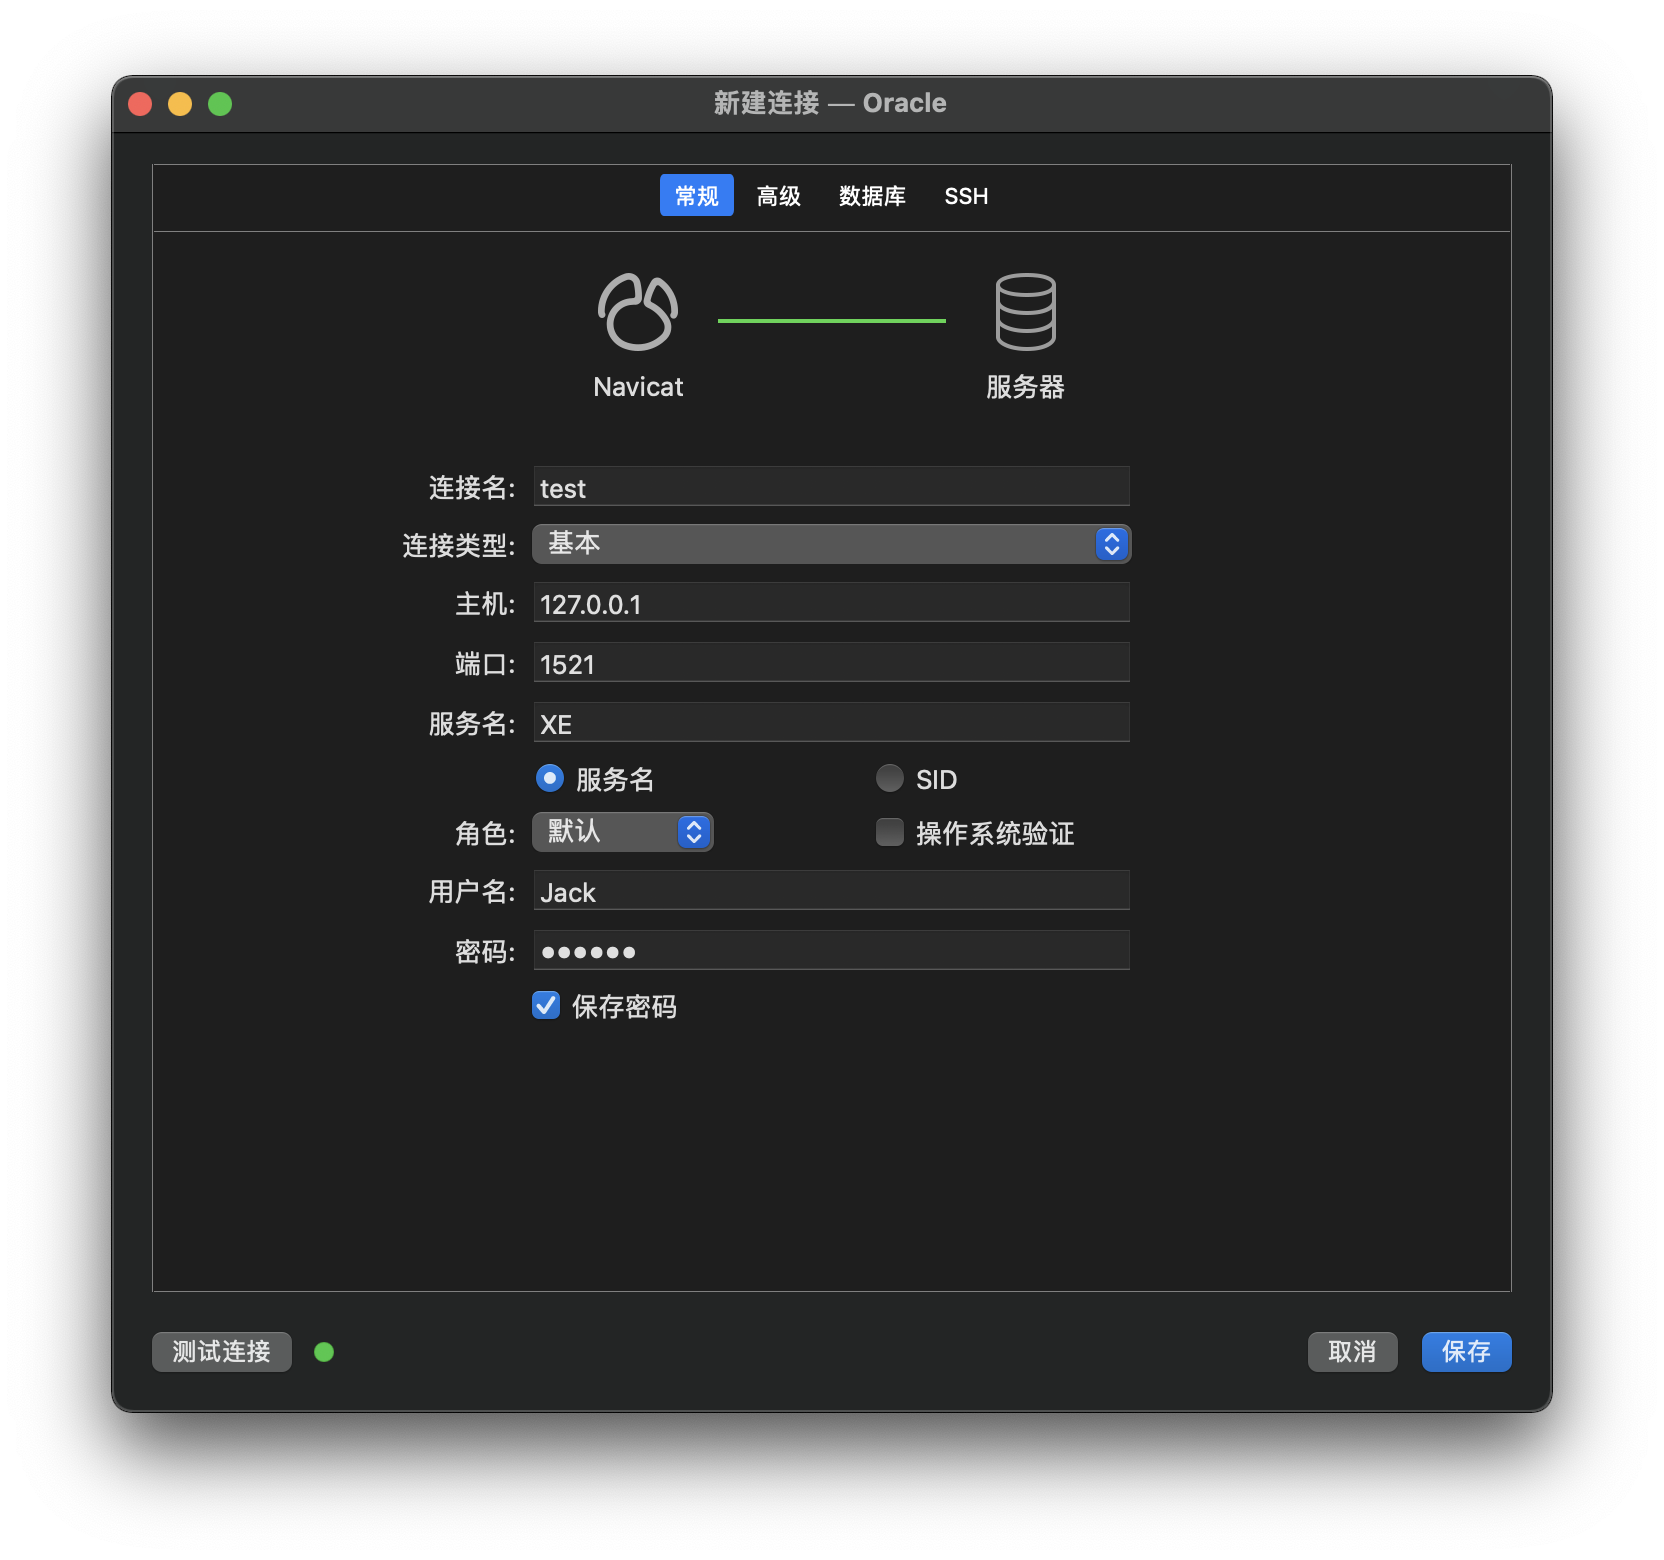 新建连接 — Oracle
常规 高级 数据库 SSH
Navicat 服务器
连接名: test
连接类型: 基本
主机: 127.0.0.1
端口: 1521
服务名: XE
服务名 SID
角色: 默认 操作系统验证
用户名: Jack
密码: ••••••
保存密码
测试连接 取消 保存